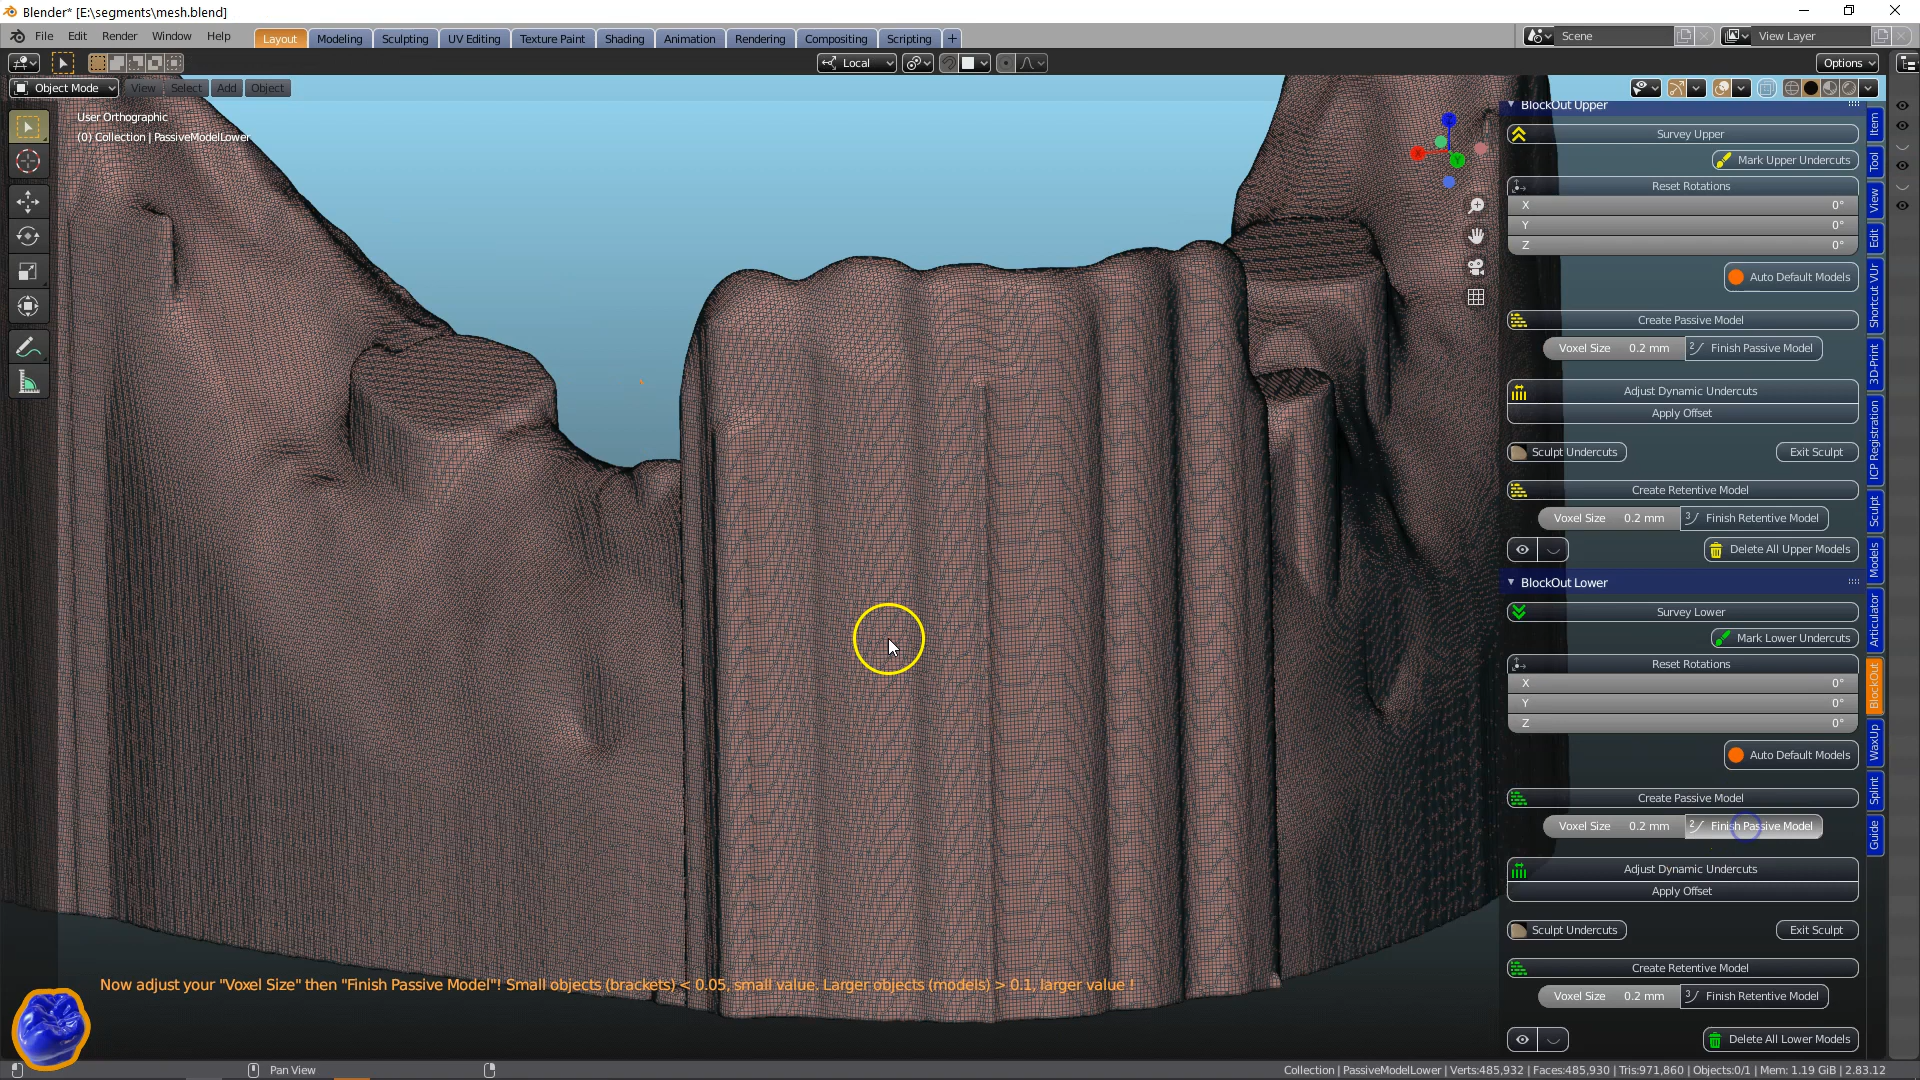 Blender* [E:\segments\mesh.blend]
File Edit Render Window Help
Layout Modeling Sculpting UV Editing Texture Paint Shading Animation Rendering Compositing Scripting +
Scene
View Layer
Local
Options
Object Mode View Select Add Object
User Orthographic
(0) Collection | PassiveModelLower
Z
X
Y
BlockOut Upper
Survey Upper
Mark Upper Undercuts
Reset Rotations
X 0°
Y 0°
Z 0°
Auto Default Models
Create Passive Model
Voxel Size 0.2 mm Finish Passive Model
Adjust Dynamic Undercuts
Apply Offset
Sculpt Undercuts Exit Sculpt
Create Retentive Model
Voxel Size 0.2 mm Finish Retentive Model
Delete All Upper Models
BlockOut Lower
Survey Lower
Mark Lower Undercuts
Reset Rotations
X 0°
Y 0°
Z 0°
Auto Default Models
Create Passive Model
Voxel Size 0.2 mm Finish Passive Model
Adjust Dynamic Undercuts
Apply Offset
Sculpt Undercuts Exit Sculpt
Create Retentive Model
Voxel Size 0.2 mm Finish Retentive Model
Delete All Lower Models
Item
Tool
View
Edit
Shortcut VUr
3D-Print
ICP Registration
Sculpt
Models
Articulator
BlockOut
WaxUp
Splint
Guide
Now adjust your "Voxel Size" then "Finish Passive Model"! Small objects (brackets) < 0.05, small value. Larger objects (models) > 0.1, larger value !
Pan View
Collection | PassiveModelLower | Verts:485,932 | Faces:485,930 | Tris:971,860 | Objects:0/1 | Mem: 1.19 GiB | 2.83.12